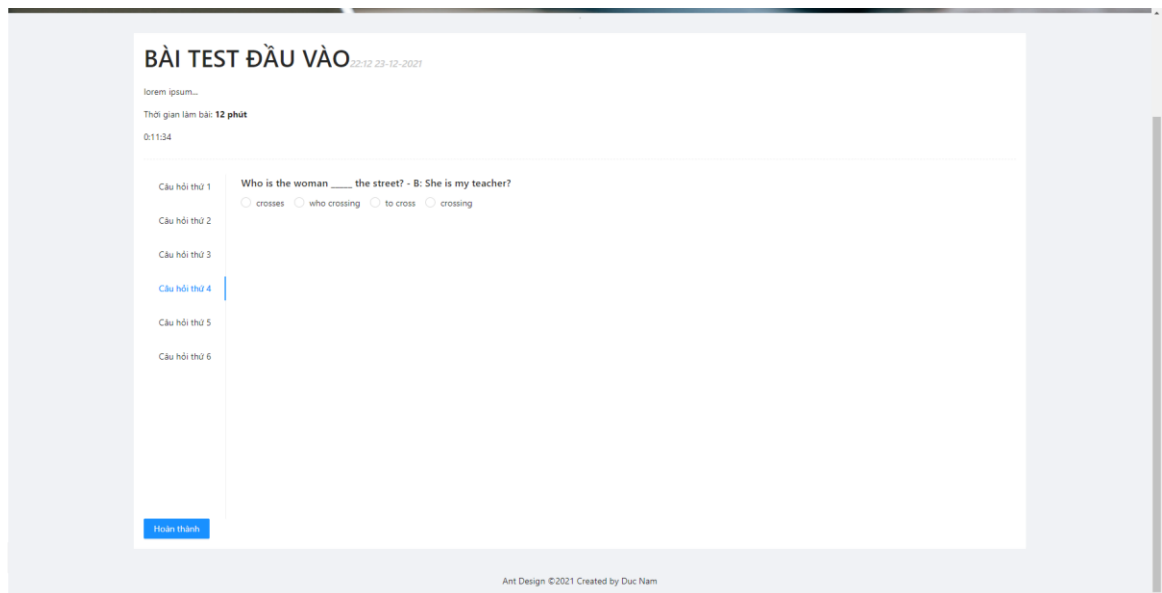 BÀI TEST ĐẦU VÀO 22:12 23-12-2021
lorem ipsum...
Thời gian làm bài: 12 phút
0:11:34
Câu hỏi thứ 1
Câu hỏi thứ 2
Câu hỏi thứ 3
Câu hỏi thứ 4
Câu hỏi thứ 5
Câu hỏi thứ 6
Who is the woman _____ the street? - B: She is my teacher?
crosses who crossing to cross crossing
Hoàn thành
Ant Design ©2021 Created by Duc Nam